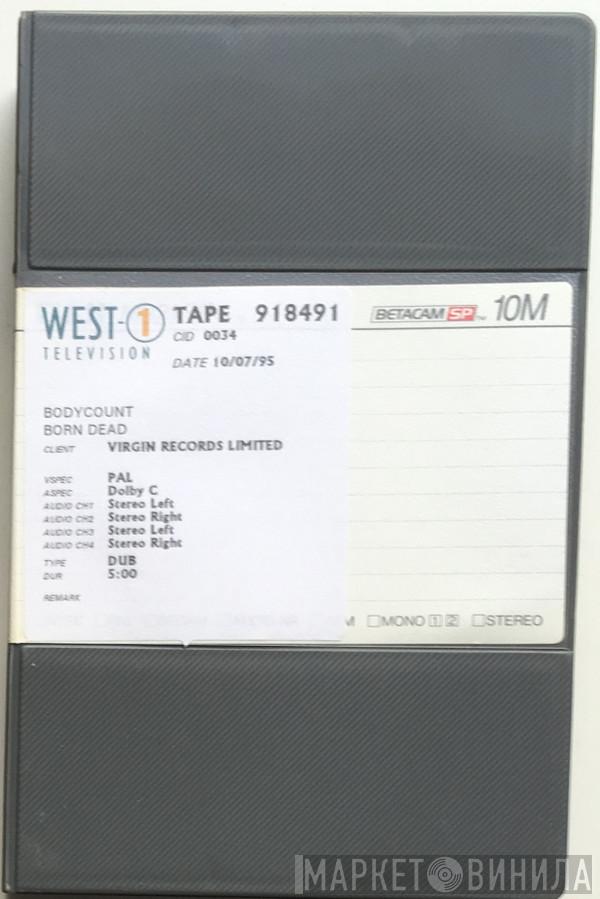 WEST-1
TELEVISION
TAPE 918491
CID 0034
DATE 10/07/95
BETACAM SP™ 10M
BODYCOUNT
BORN DEAD
CLIENT VIRGIN RECORDS LIMITED
VSPEC PAL
ASPEC Dolby C
AUDIO CH1 Stereo Left
AUDIO CH2 Stereo Right
AUDIO CH3 Stereo Left
AUDIO CH4 Stereo Right
TYPE DUB
DUR 5:00
REMARK
MONO 1 2 STEREO
МАРКЕТ ВИНИЛА